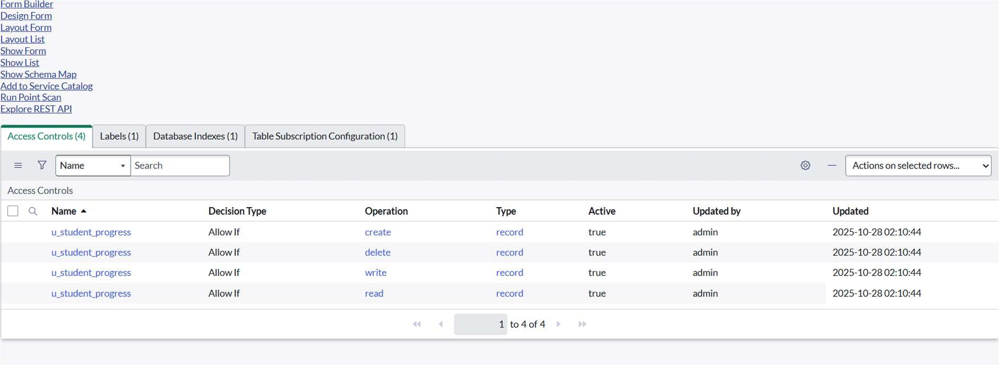 Form Builder
Design Form
Layout Form
Layout List
Show Form
Show List
Show Schema Map
Add to Service Catalog
Run Point Scan
Explore REST API
Access Controls (4) Labels (1) Database Indexes (1) Table Subscription Configuration (1)
Name Search Actions on selected rows...
Access Controls
Name Decision Type Operation Type Active Updated by Updated
u_student_progress Allow If create record true admin 2025-10-28 02:10:44
u_student_progress Allow If delete record true admin 2025-10-28 02:10:44
u_student_progress Allow If write record true admin 2025-10-28 02:10:44
u_student_progress Allow If read record true admin 2025-10-28 02:10:44
1 to 4 of 4